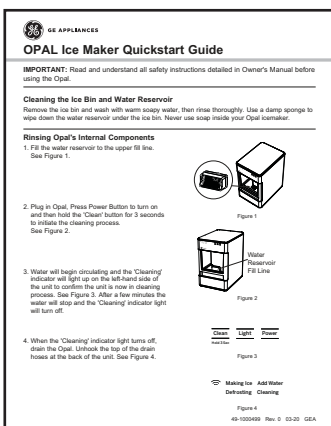 GE APPLIANCES
OPAL Ice Maker Quickstart Guide
IMPORTANT: Read and understand all safety instructions detailed in Owner's Manual before
using the Opal.
Cleaning the Ice Bin and Water Reservoir
Remove the ice bin and wash with warm soapy water, then rinse thoroughly. Use a damp sponge to
wipe down the water reservoir under the ice bin. Never use soap inside your Opal icemaker.
Rinsing Opal's Internal Components
1. Fill the water reservoir to the upper fill line.
See Figure 1.
Figure 1
2. Plug in Opal, Press Power Button to turn on
and then hold the 'Clean' button for 3 seconds
to initiate the cleaning process.
See Figure 2.
Water
Reservoir
Fill Line
Figure 2
3. Water will begin circulating and the 'Cleaning'
indicator will light up on the left-hand side of
the unit to confirm the unit is now in cleaning
process. See Figure 3. After a few minutes the
water will stop and the 'Cleaning' indicator light
will turn off.
Clean Light Power
Hold 3 Sec
Figure 3
4. When the 'Cleaning' indicator light turns off,
drain the Opal. Unhook the top of the drain
hoses at the back of the unit. See Figure 4.
Making Ice Add Water
Defrosting Cleaning
Figure 4
49-1000499 Rev. 0 03-20 GEA